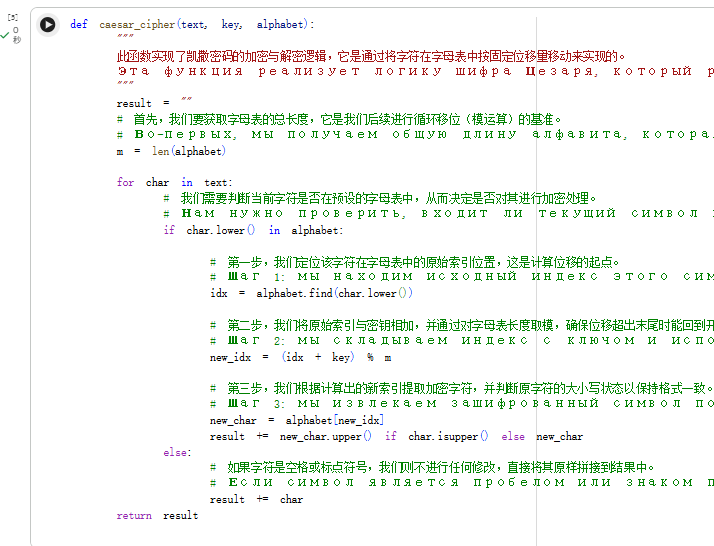 [5]
0
秒
def caesar_cipher(text, key, alphabet):
"""
此函数实现了凯撒密码的加密与解密逻辑，它是通过将字符在字母表中按固定位移量移动来实现的。
Эта функция реализует логику шифра Цезаря, который
"""
result = ""
# 首先，我们要获取字母表的总长度，它是我们后续进行循环移位（模运算）的基准。
# Во-первых, мы получаем общую длину алфавита,
m = len(alphabet)
for char in text:
# 我们需要判断当前字符是否在预设的字母表中，从而决定是否对其进行加密处理。
# Нам нужно проверить, входит ли текущий символ
if char.lower() in alphabet:
# 第一步，我们定位该字符在字母表中的原始索引位置，这是计算位移的起点。
# Шаг 1: мы находим исходный индекс этого сим
idx = alphabet.find(char.lower())
# 第二步，我们将原始索引与密钥相加，并通过对字母表长度取模，确保位移超出末尾时能回到开
# Шаг 2: мы складываем индекс с ключом и испо
new_idx = (idx + key) % m
# 第三步，我们根据计算出的新索引提取加密字符，并判断原字符的大小写状态以保持格式一致。
# Шаг 3: мы извлекаем зашифрованный символ по
new_char = alphabet[new_idx]
result += new_char.upper() if char.isupper() else new_char
else:
# 如果字符是空格或标点符号，我们则不进行任何修改，直接将其原样拼接到结果中。
# Если символ является пробелом или знаком
result += char
return result